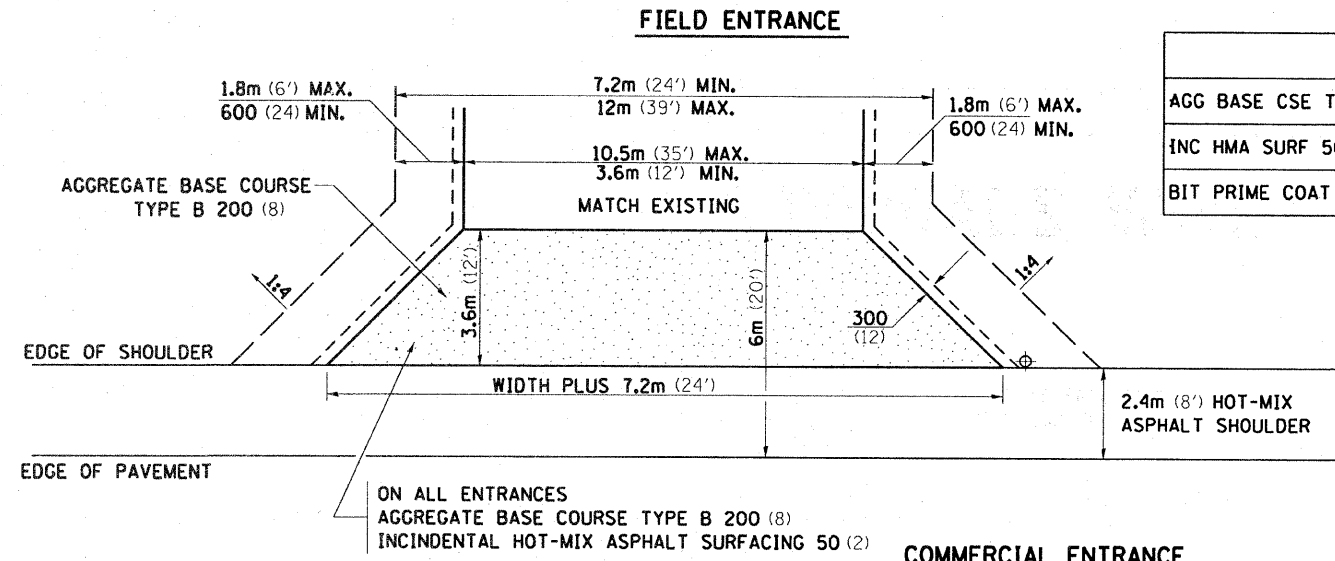 FIELD ENTRANCE
1.8m (6') MAX.
600 (24) MIN.
7.2m (24') MIN.
12m (39') MAX.
1.8m (6') MAX.
600 (24) MIN.
10.5m (35') MAX.
3.6m (12') MIN.
MATCH EXISTING
AGGREGATE BASE COURSE
TYPE B 200 (8)
AGG BASE CSE T
INC HMA SURF 50
BIT PRIME COAT
1:4
3.6m (12')
6m (20')
300
(12)
1:4
EDGE OF SHOULDER
WIDTH PLUS 7.2m (24')
2.4m (8') HOT-MIX
ASPHALT SHOULDER
EDGE OF PAVEMENT
ON ALL ENTRANCES
AGGREGATE BASE COURSE TYPE B 200 (8)
INCINDENTAL HOT-MIX ASPHALT SURFACING 50 (2)
COMMERCIAL ENTRANCE